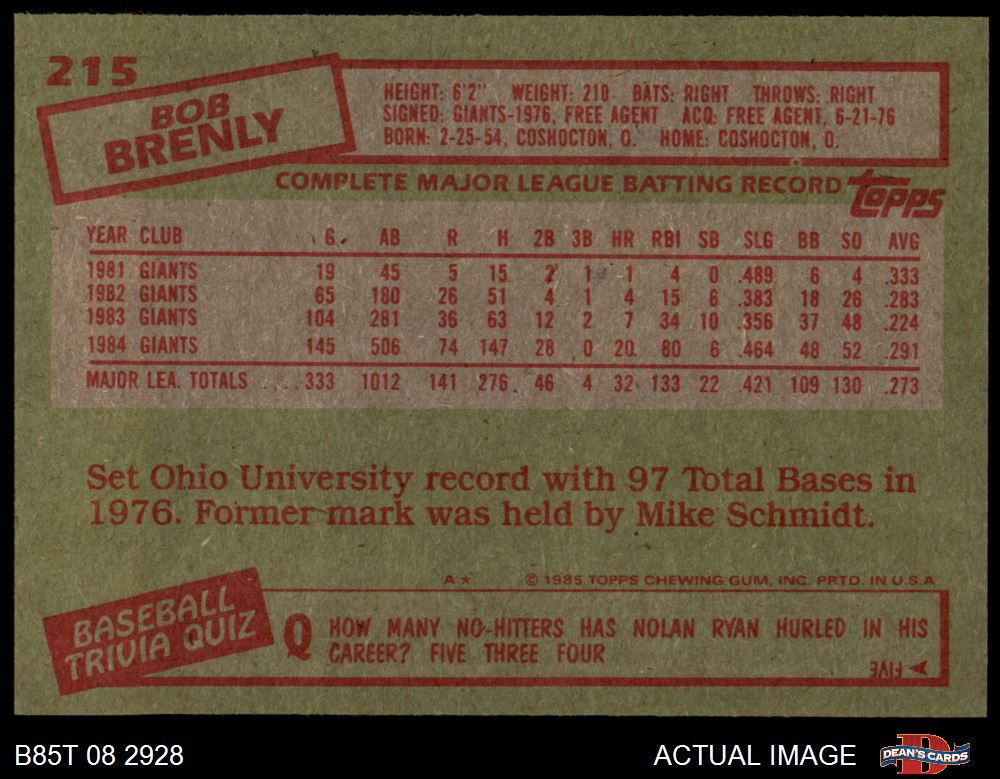 215
BOB
BRENLY
HEIGHT: 6'2" WEIGHT: 210 BATS: RIGHT THROWS: RIGHT
SIGNED: GIANTS-1976, FREE AGENT ACQ: FREE AGENT, 6-21-76
BORN: 2-25-54, COSHOCTON, O. HOME: COSHOCTON, O.
COMPLETE MAJOR LEAGUE BATTING RECORD
Topps
YEAR CLUB G AB R H 2B 3B HR RBI SB SLG BB SO AVG
1981 GIANTS 19 45 5 15 2 1 1 4 0 .489 6 4 .333
1982 GIANTS 65 180 26 51 4 1 4 15 6 .383 18 26 .283
1983 GIANTS 104 281 36 63 12 2 7 34 10 .356 37 48 .224
1984 GIANTS 145 506 74 147 28 0 20 80 6 .464 48 52 .291
MAJOR LEA. TOTALS .... 333 1012 141 276 46 4 32 133 22 .421 109 130 .273
Set Ohio University record with 97 Total Bases in
1976. Former mark was held by Mike Schmidt.
A★ © 1985 TOPPS CHEWING GUM, INC. PRTD. IN U.S.A.
BASEBALL
TRIVIA QUIZ
Q HOW MANY NO-HITTERS HAS NOLAN RYAN HURLED IN HIS
CAREER? FIVE THREE FOUR
A FIVE
B85T 08 2928
ACTUAL IMAGE
D DEAN'S CARDS